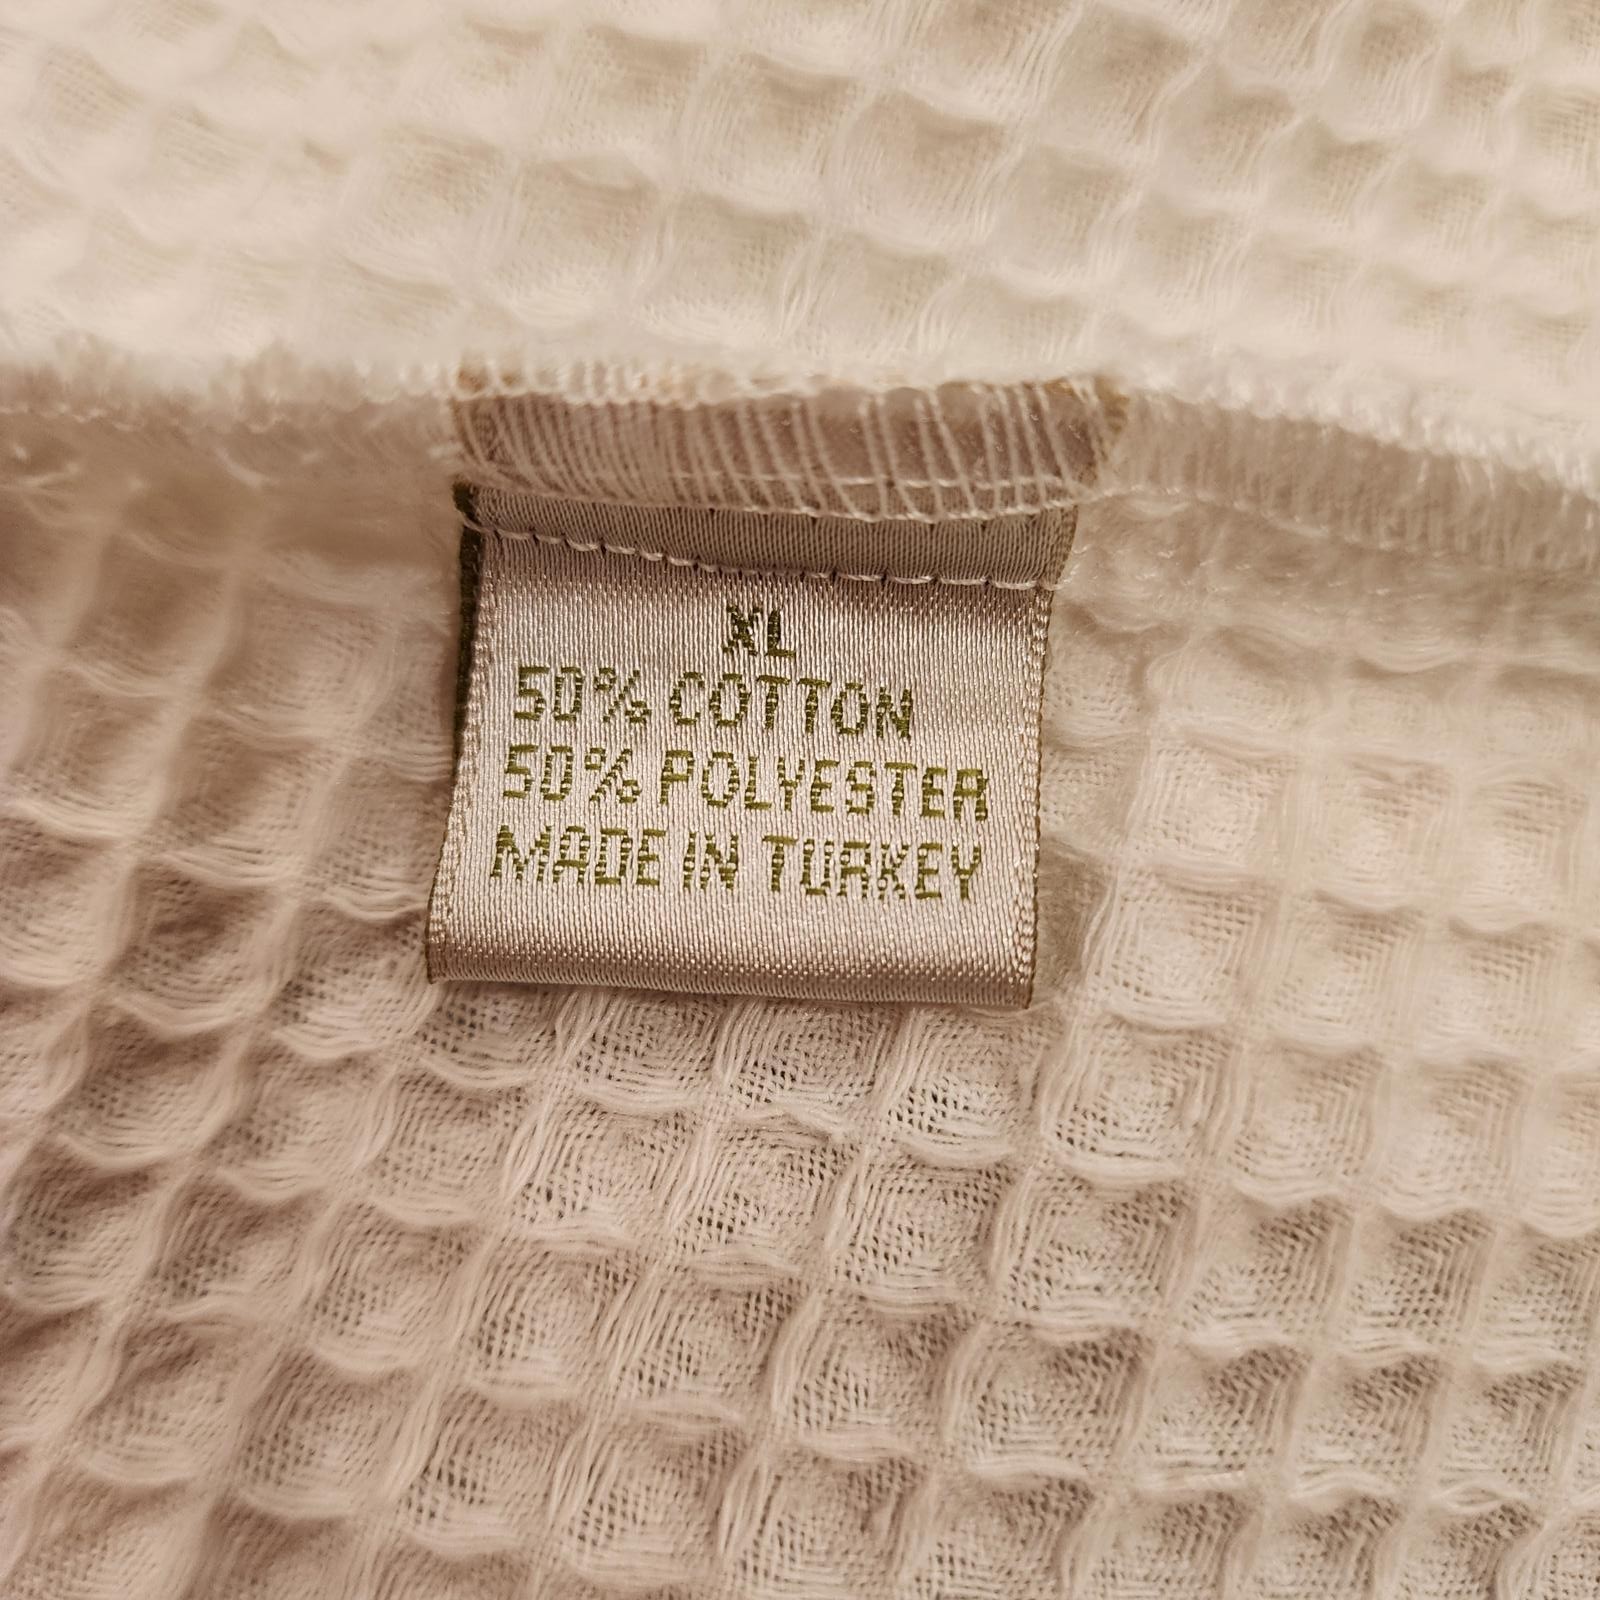 XL
50% COTTON
50% POLYESTER
MADE IN TURKEY